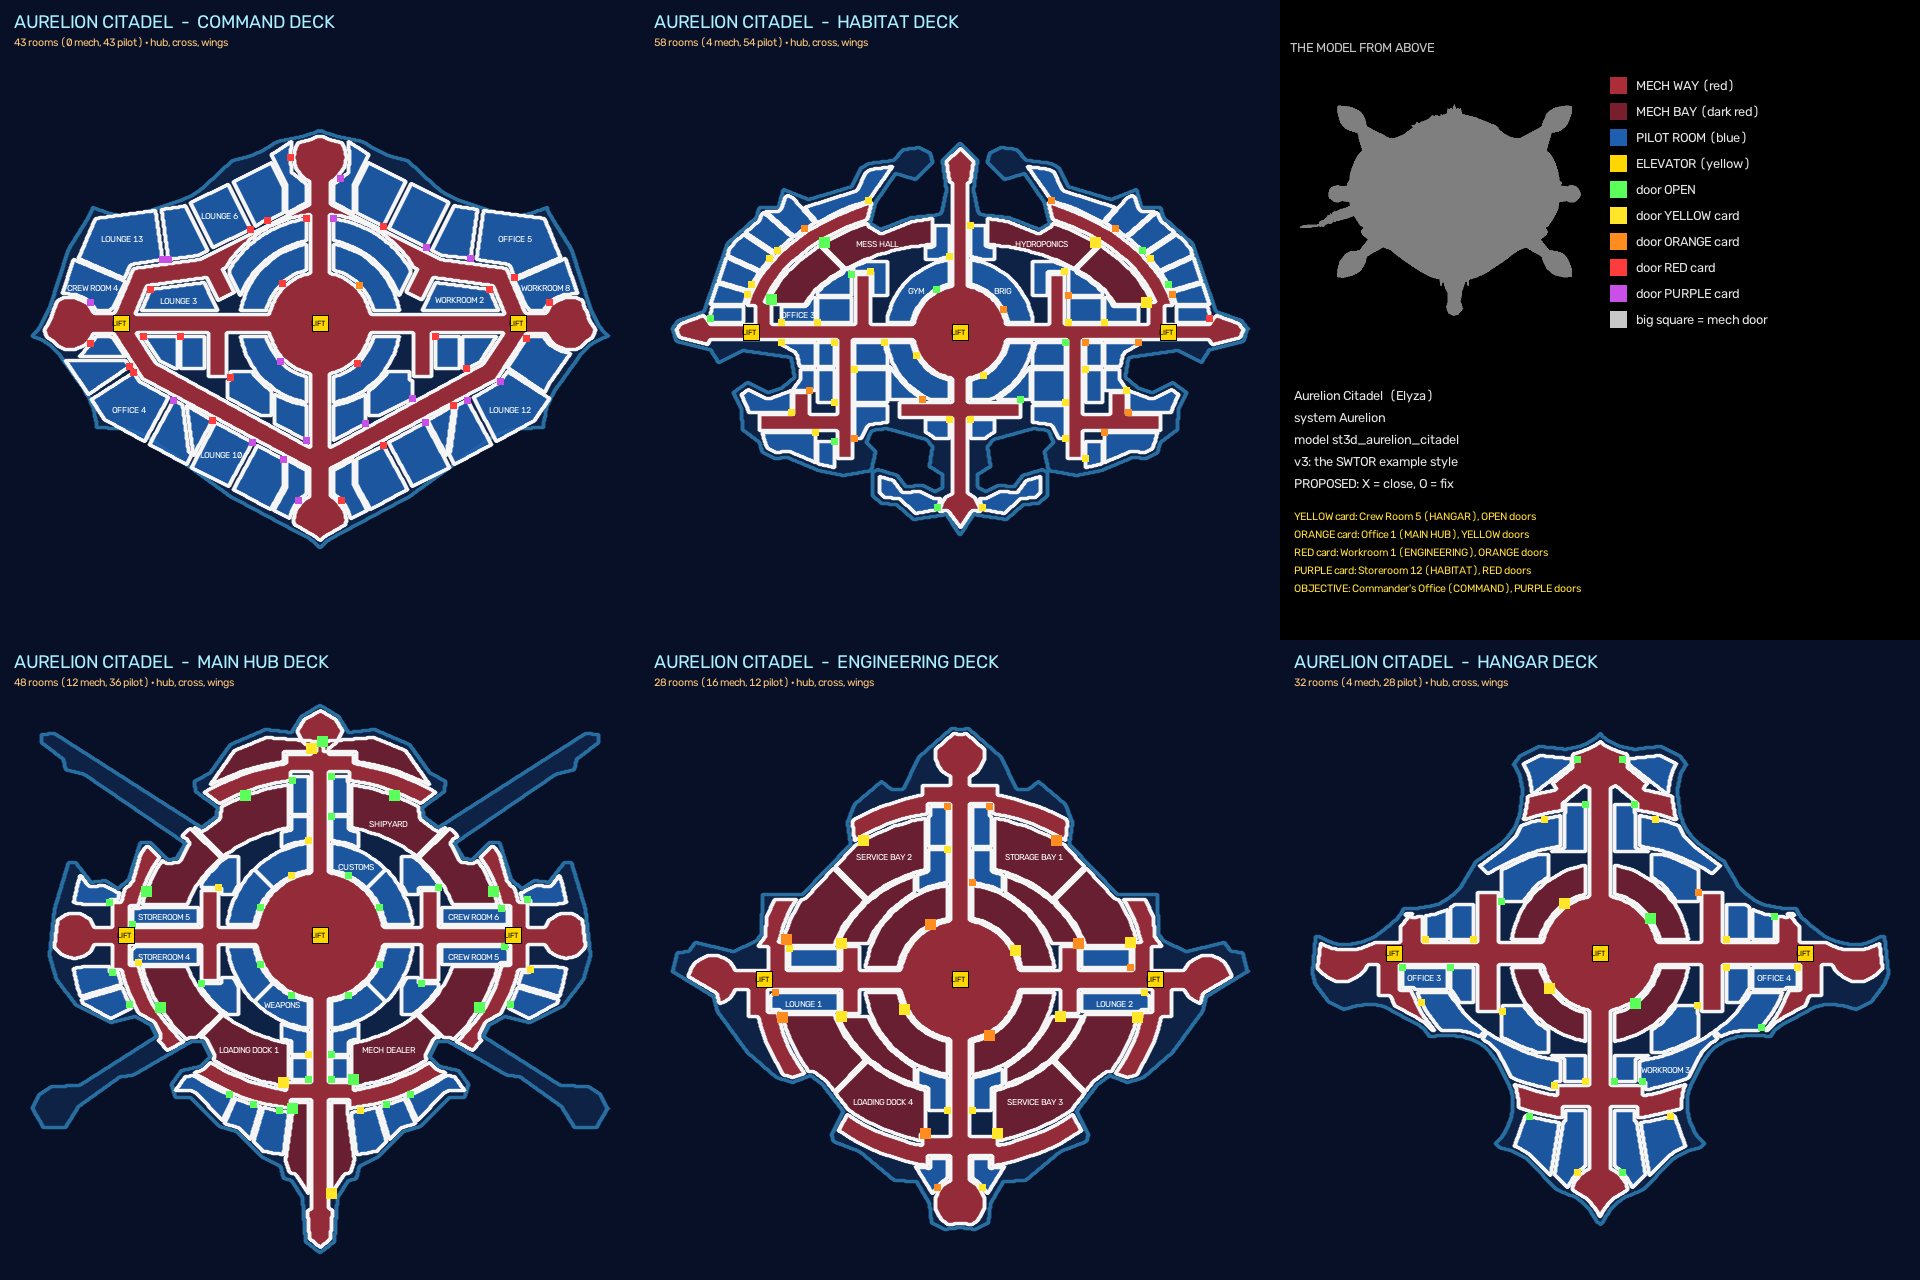 AURELION CITADEL - COMMAND DECK
43 rooms (0 mech, 43 pilot) • hub, cross, wings
LOUNGE 6
LOUNGE 13
OFFICE 5
CREW ROOM 4
WORKROOM 8
LOUNGE 3
WORKROOM 2
LIFT
LIFT
LIFT
OFFICE 4
LOUNGE 12
LOUNGE 10
AURELION CITADEL - HABITAT DECK
58 rooms (4 mech, 54 pilot) • hub, cross, wings
MESS HALL
HYDROPONICS
GYM
BRIG
OFFICE 3
LIFT
LIFT
LIFT
THE MODEL FROM ABOVE
MECH WAY (red)
MECH BAY (dark red)
PILOT ROOM (blue)
ELEVATOR (yellow)
door OPEN
door YELLOW card
door ORANGE card
door RED card
door PURPLE card
big square = mech door
Aurelion Citadel (Elyza)
system Aurelion
model st3d_aurelion_citadel
v3: the SWTOR example style
PROPOSED: X = close, O = fix
YELLOW card: Crew Room 5 (HANGAR), OPEN doors
ORANGE card: Office 1 (MAIN HUB), YELLOW doors
RED card: Workroom 1 (ENGINEERING), ORANGE doors
PURPLE card: Storeroom 12 (HABITAT), RED doors
OBJECTIVE: Commander's Office (COMMAND), PURPLE doors
AURELION CITADEL - MAIN HUB DECK
48 rooms (12 mech, 36 pilot) • hub, cross, wings
SHIPYARD
CUSTOMS
STOREROOM 5
CREW ROOM 6
LIFT
LIFT
LIFT
STOREROOM 4
CREW ROOM 5
WEAPONS
LOADING DOCK 1
MECH DEALER
AURELION CITADEL - ENGINEERING DECK
28 rooms (16 mech, 12 pilot) • hub, cross, wings
SERVICE BAY 2
STORAGE BAY 1
LIFT
LIFT
LIFT
LOUNGE 1
LOUNGE 2
LOADING DOCK 4
SERVICE BAY 3
AURELION CITADEL - HANGAR DECK
32 rooms (4 mech, 28 pilot) • hub, cross, wings
LIFT
LIFT
LIFT
OFFICE 3
OFFICE 4
WORKROOM 3